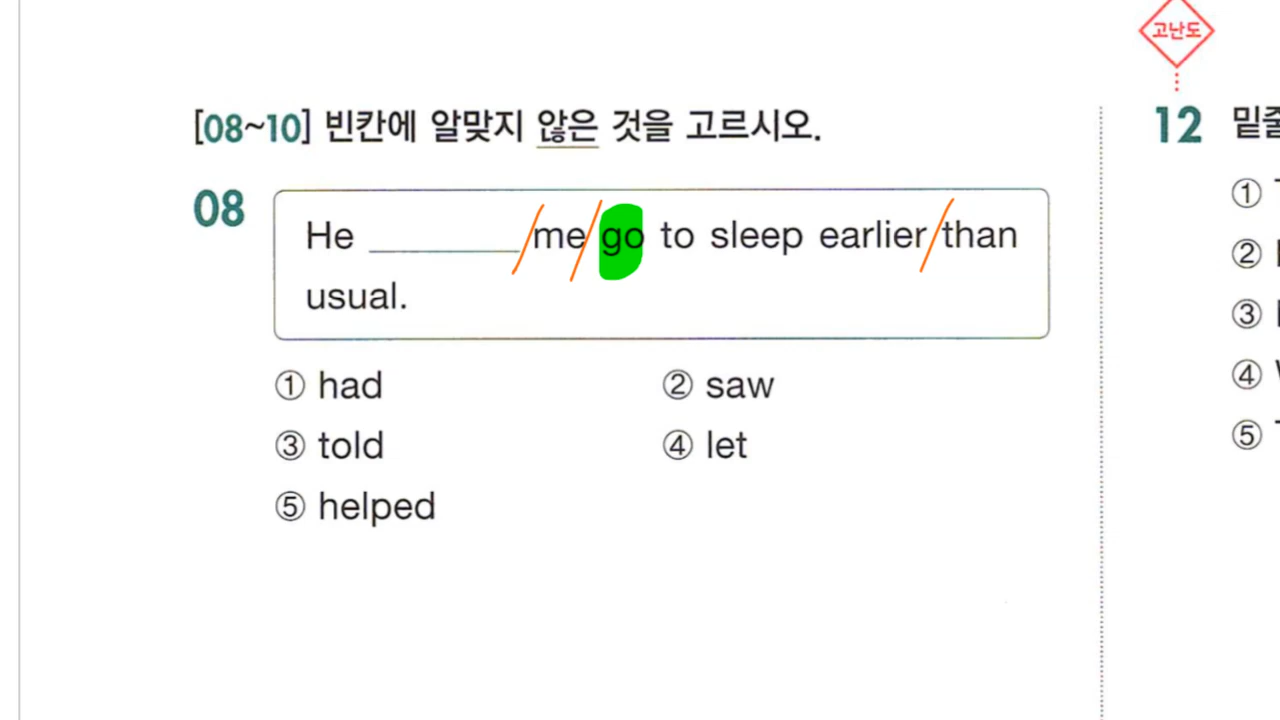 고난도
[08~10] 빈칸에 알맞지 않은 것을 고르시오.
08
He ________ me go to sleep earlier than
usual.
① had
② saw
③ told
④ let
⑤ helped
12
①
②
③
④
⑤